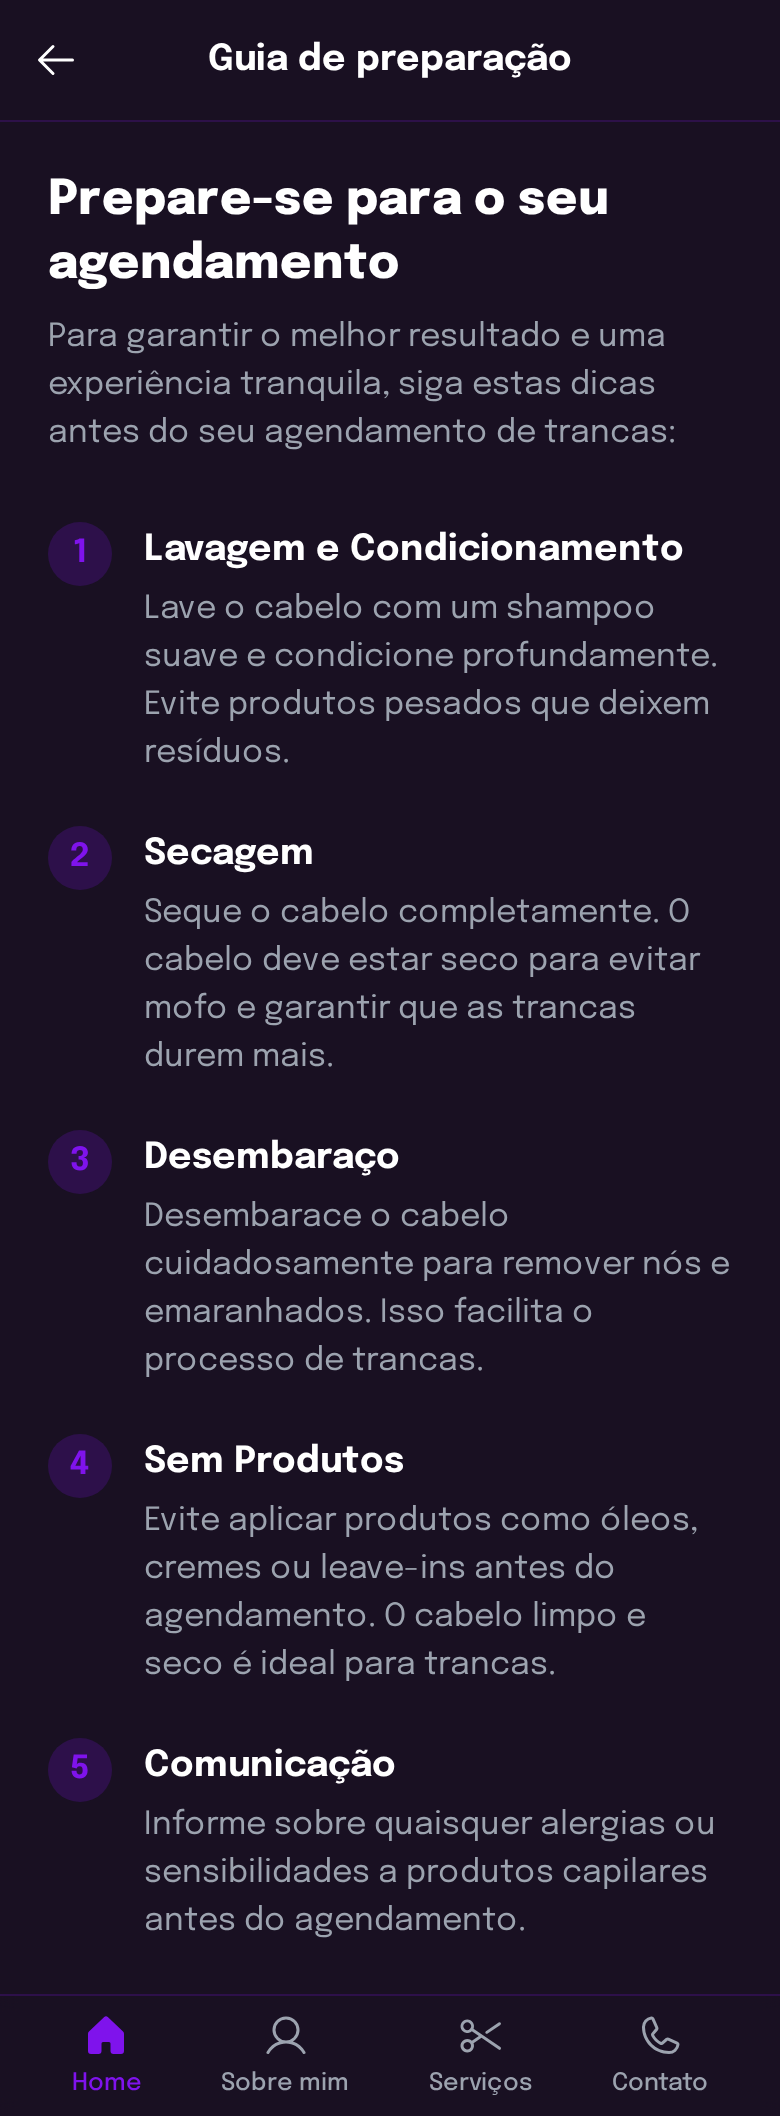 Guia de preparação
Prepare-se para o seu
agendamento
Para garantir o melhor resultado e uma
experiência tranquila, siga estas dicas
antes do seu agendamento de trancas:
1
Lavagem e Condicionamento
Lave o cabelo com um shampoo
suave e condicione profundamente.
Evite produtos pesados que deixem
resíduos.
2
Secagem
Seque o cabelo completamente. O
cabelo deve estar seco para evitar
mofo e garantir que as trancas
durem mais.
3
Desembaraço
Desembarace o cabelo
cuidadosamente para remover nós e
emaranhados. Isso facilita o
processo de trancas.
4
Sem Produtos
Evite aplicar produtos como óleos,
cremes ou leave-ins antes do
agendamento. O cabelo limpo e
seco é ideal para trancas.
5
Comunicação
Informe sobre quaisquer alergias ou
sensibilidades a produtos capilares
antes do agendamento.
Home Sobre mim Serviços Contato